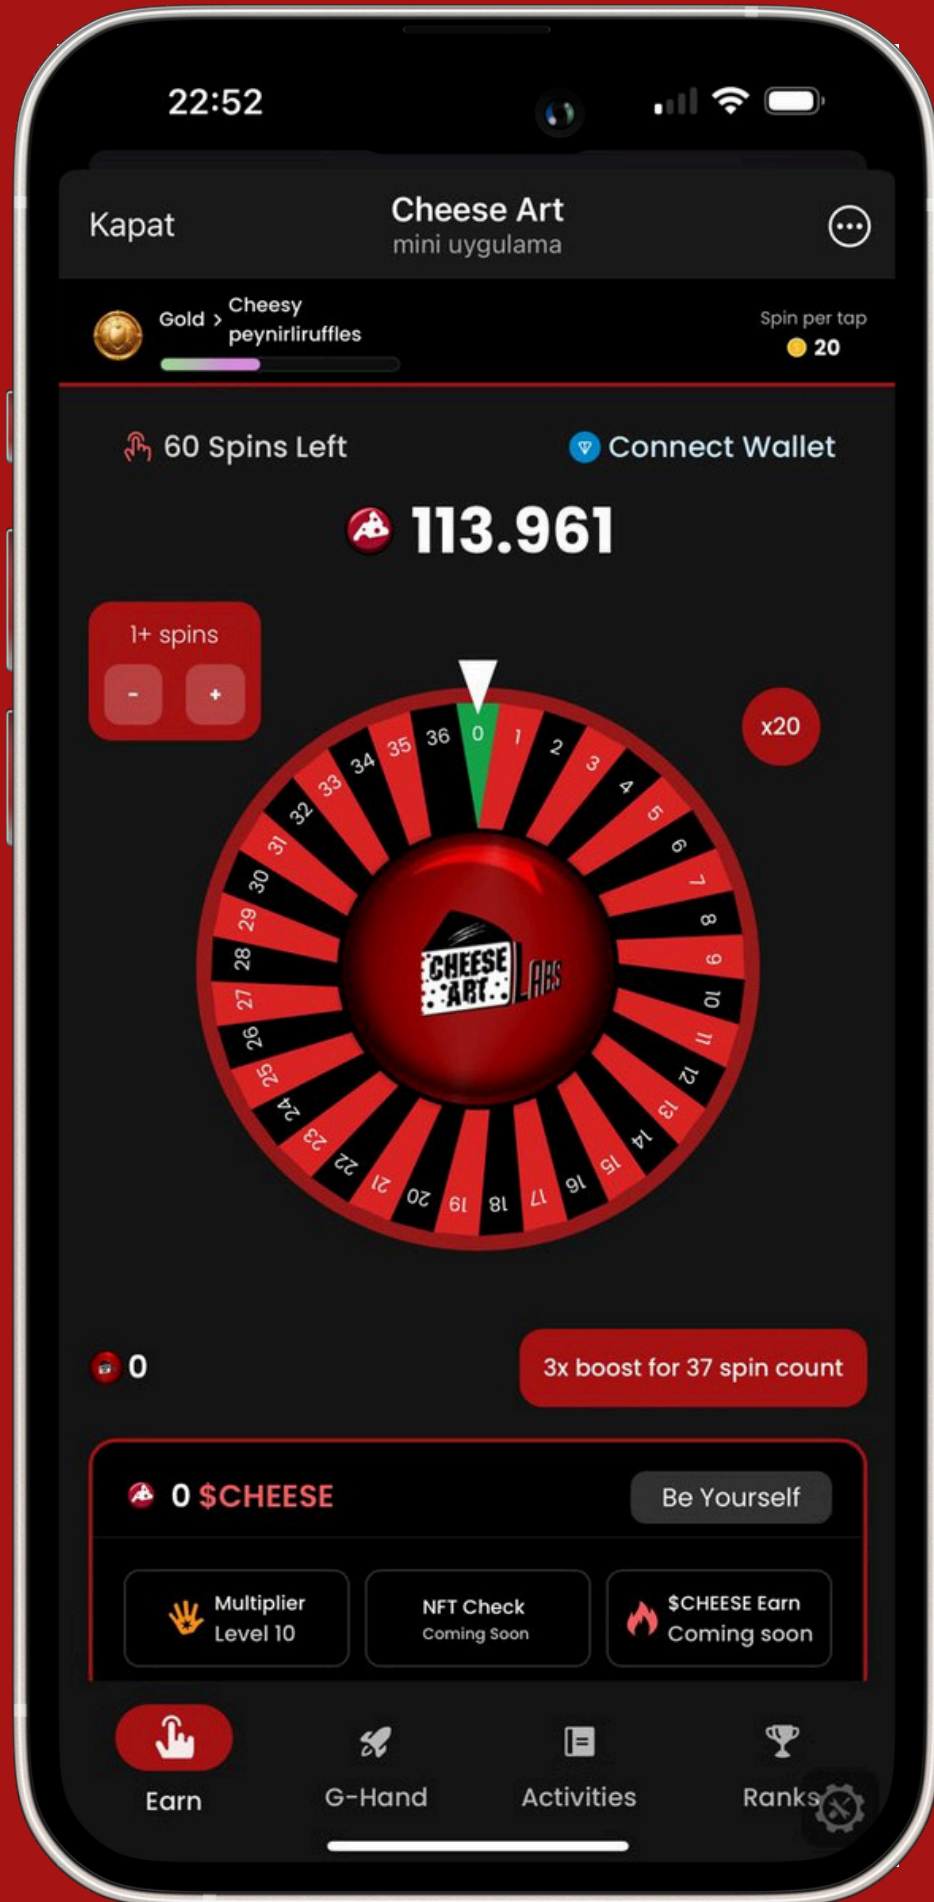 22:52
Kapat
Cheese Art
mini uygulama
Gold > Cheesy
peynirliruffles
Spin per tap
20
60 Spins Left
Connect Wallet
113.961
1+ spins
- +
x20
0
1
2
3
4
5
6
7
8
9
10
11
12
13
14
15
16
17
18
19
20
21
22
23
24
25
26
27
28
29
30
31
32
33
34
35
36
CHEESE
ART LABS
0
3x boost for 37 spin count
0 $CHEESE
Be Yourself
Multiplier
Level 10
NFT Check
Coming Soon
$CHEESE Earn
Coming soon
Earn
G-Hand
Activities
Ranks